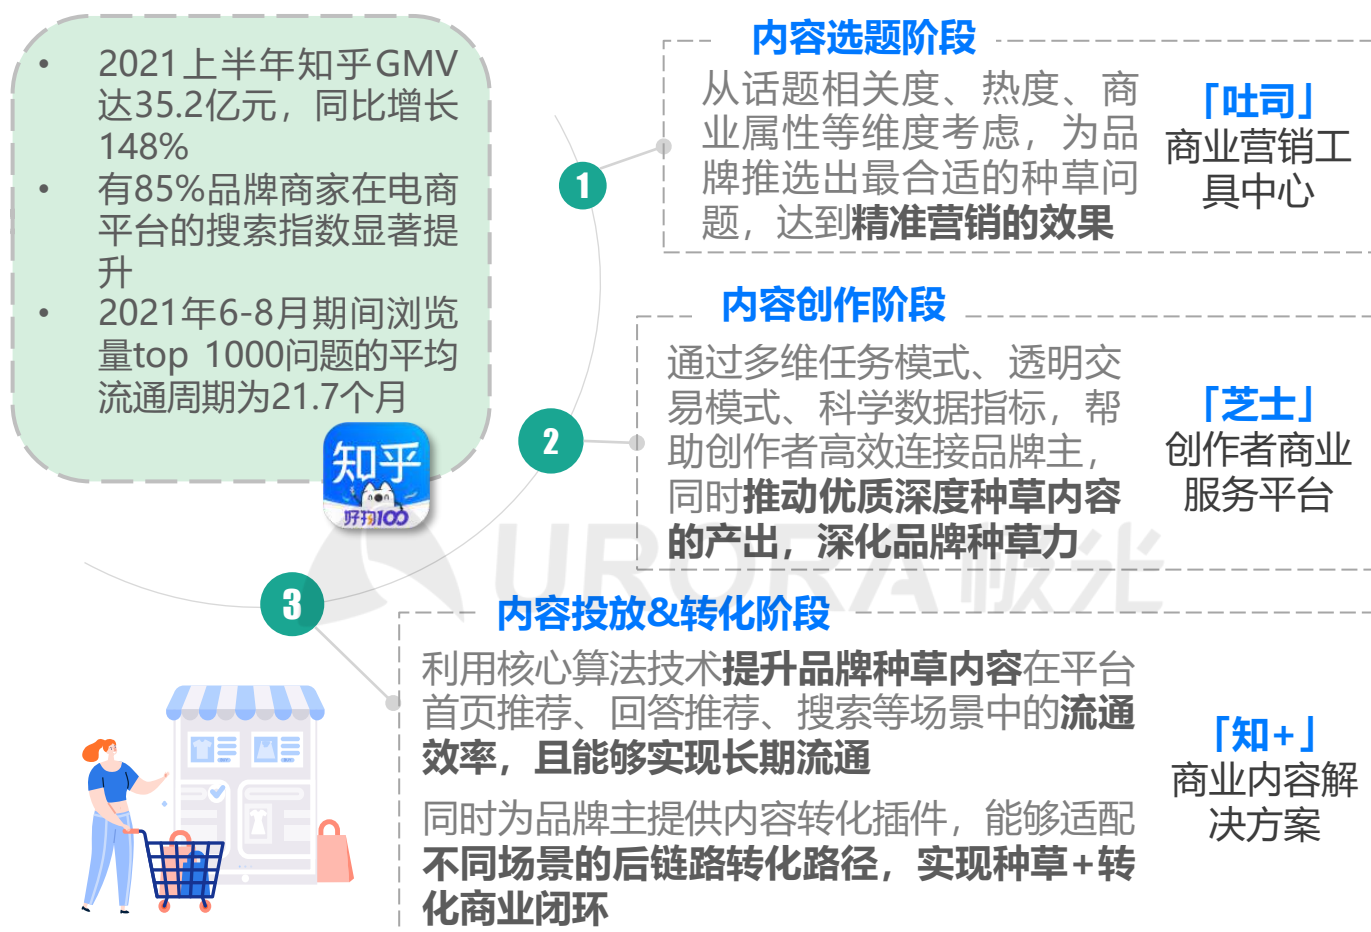 • 2021上半年知乎GMV
达35.2亿元，同比增长
148%
• 有85%品牌商家在电商
平台的搜索指数显著提
升
• 2021年6-8月期间浏览
量top 1000问题的平均
流通周期为21.7个月
知乎
好物100
1
内容选题阶段
从话题相关度、热度、商
业属性等维度考虑，为品
牌推选出最合适的种草问
题，达到精准营销的效果
「吐司」
商业营销工
具中心
2
内容创作阶段
通过多维任务模式、透明交
易模式、科学数据指标，帮
助创作者高效连接品牌主，
同时推动优质深度种草内容
的产出，深化品牌种草力
「芝士」
创作者商业
服务平台
URORA 极光
3
内容投放&转化阶段
利用核心算法技术提升品牌种草内容在平台
首页推荐、回答推荐、搜索等场景中的流通
效率，且能够实现长期流通
同时为品牌主提供内容转化插件，能够适配
不同场景的后链路转化路径，实现种草+转
化商业闭环
「知+」
商业内容解
决方案